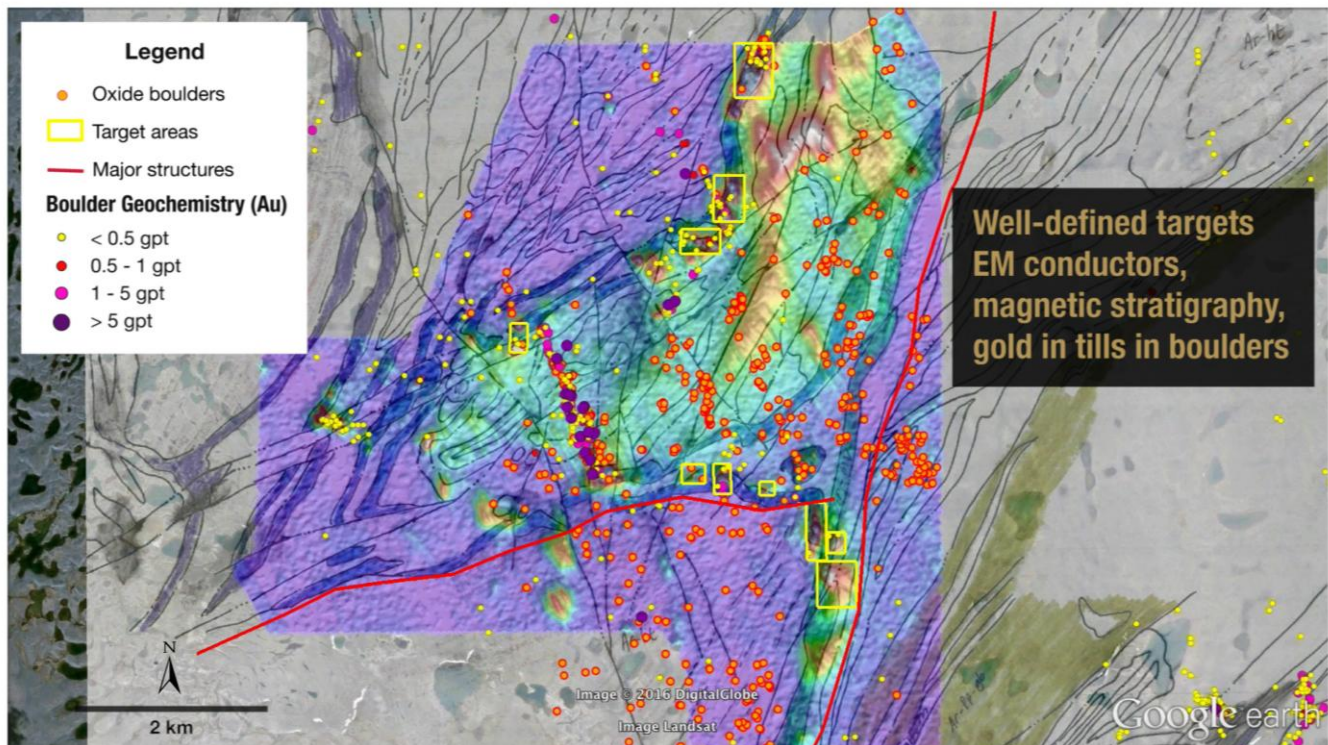 Legend
Oxide boulders
Target areas
Major structures
Boulder Geochemistry (Au)
< 0.5 gpt
0.5 - 1 gpt
1 - 5 gpt
> 5 gpt
Well-defined targets
EM conductors,
magnetic stratigraphy,
gold in tills in boulders
N
2 km
Image © 2016 DigitalGlobe
Image Landsat
Google earth